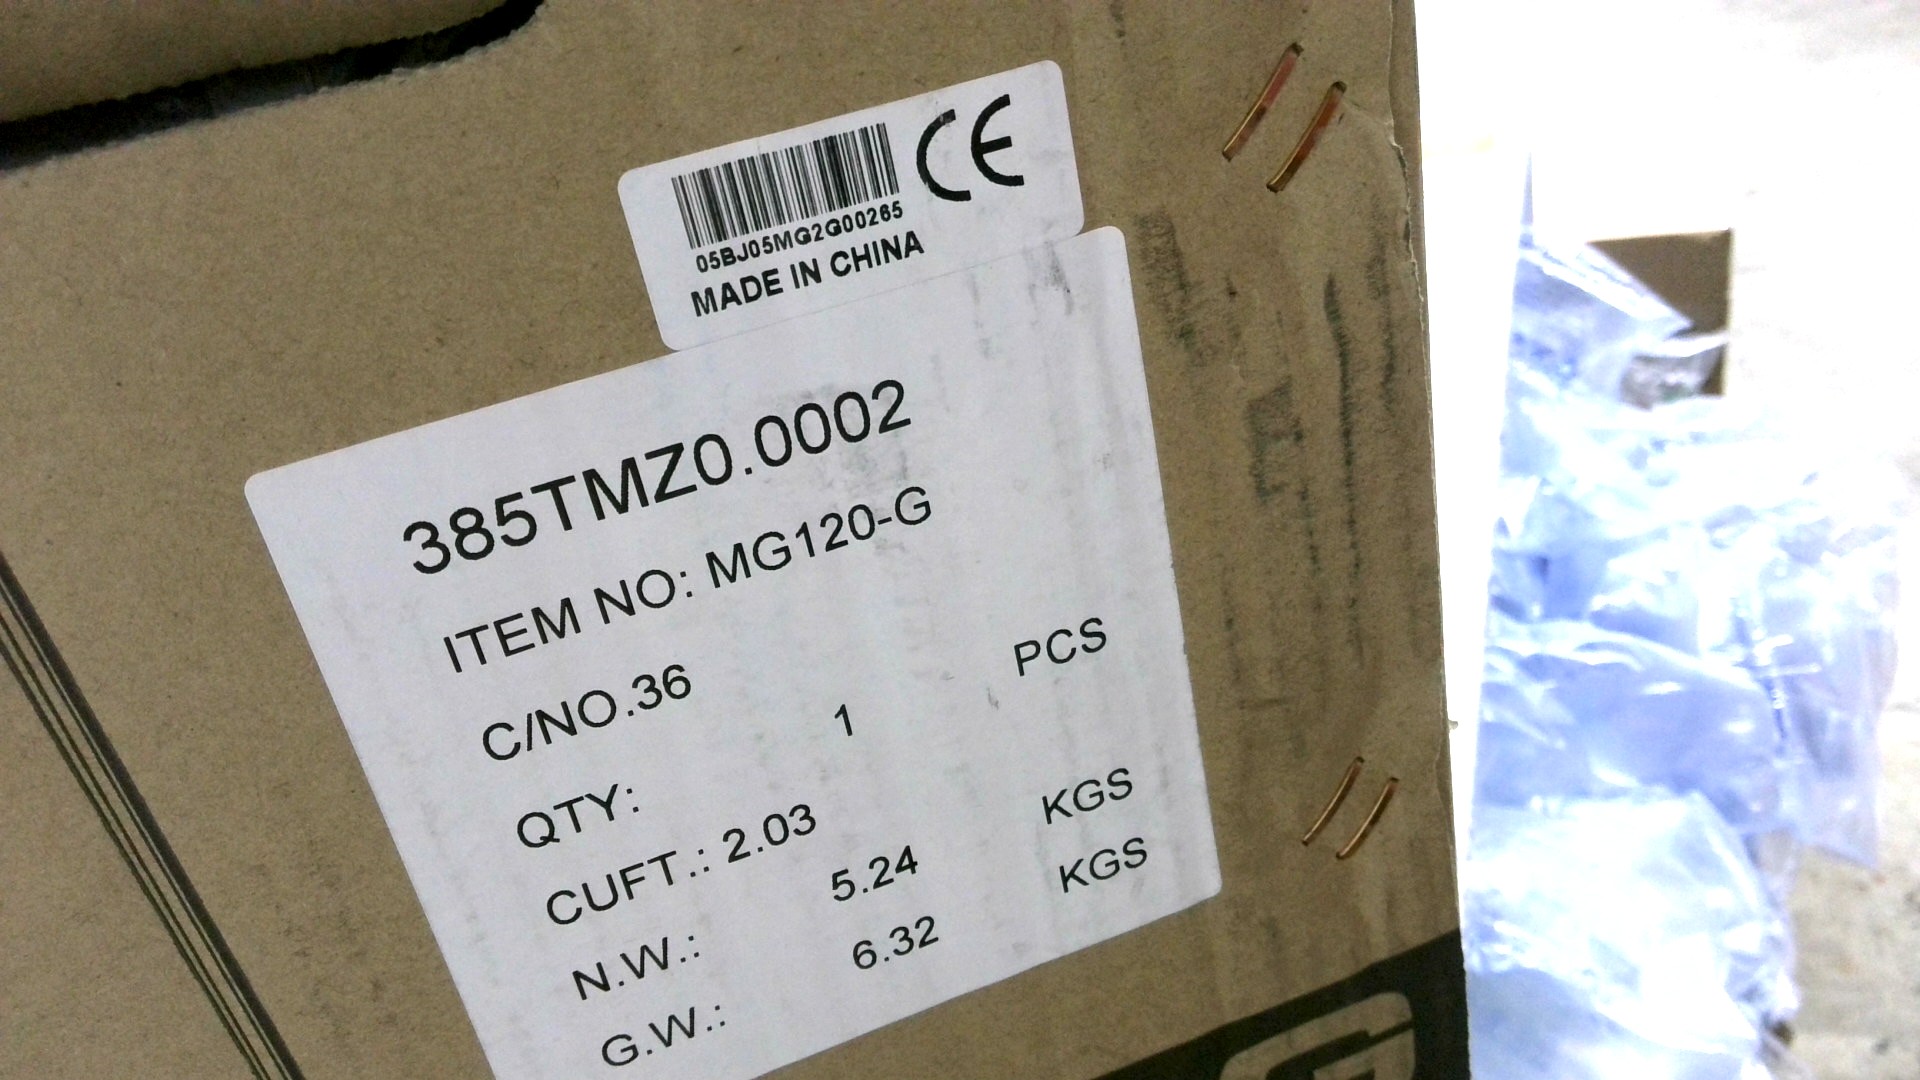 CE
05BJ05MG2G00265
MADE IN CHINA
385TMZ0.0002
ITEM NO: MG120-G
C/NO.36
QTY: 1 PCS
CUFT.: 2.03
N.W.: 5.24 KGS
G.W.: 6.32 KGS